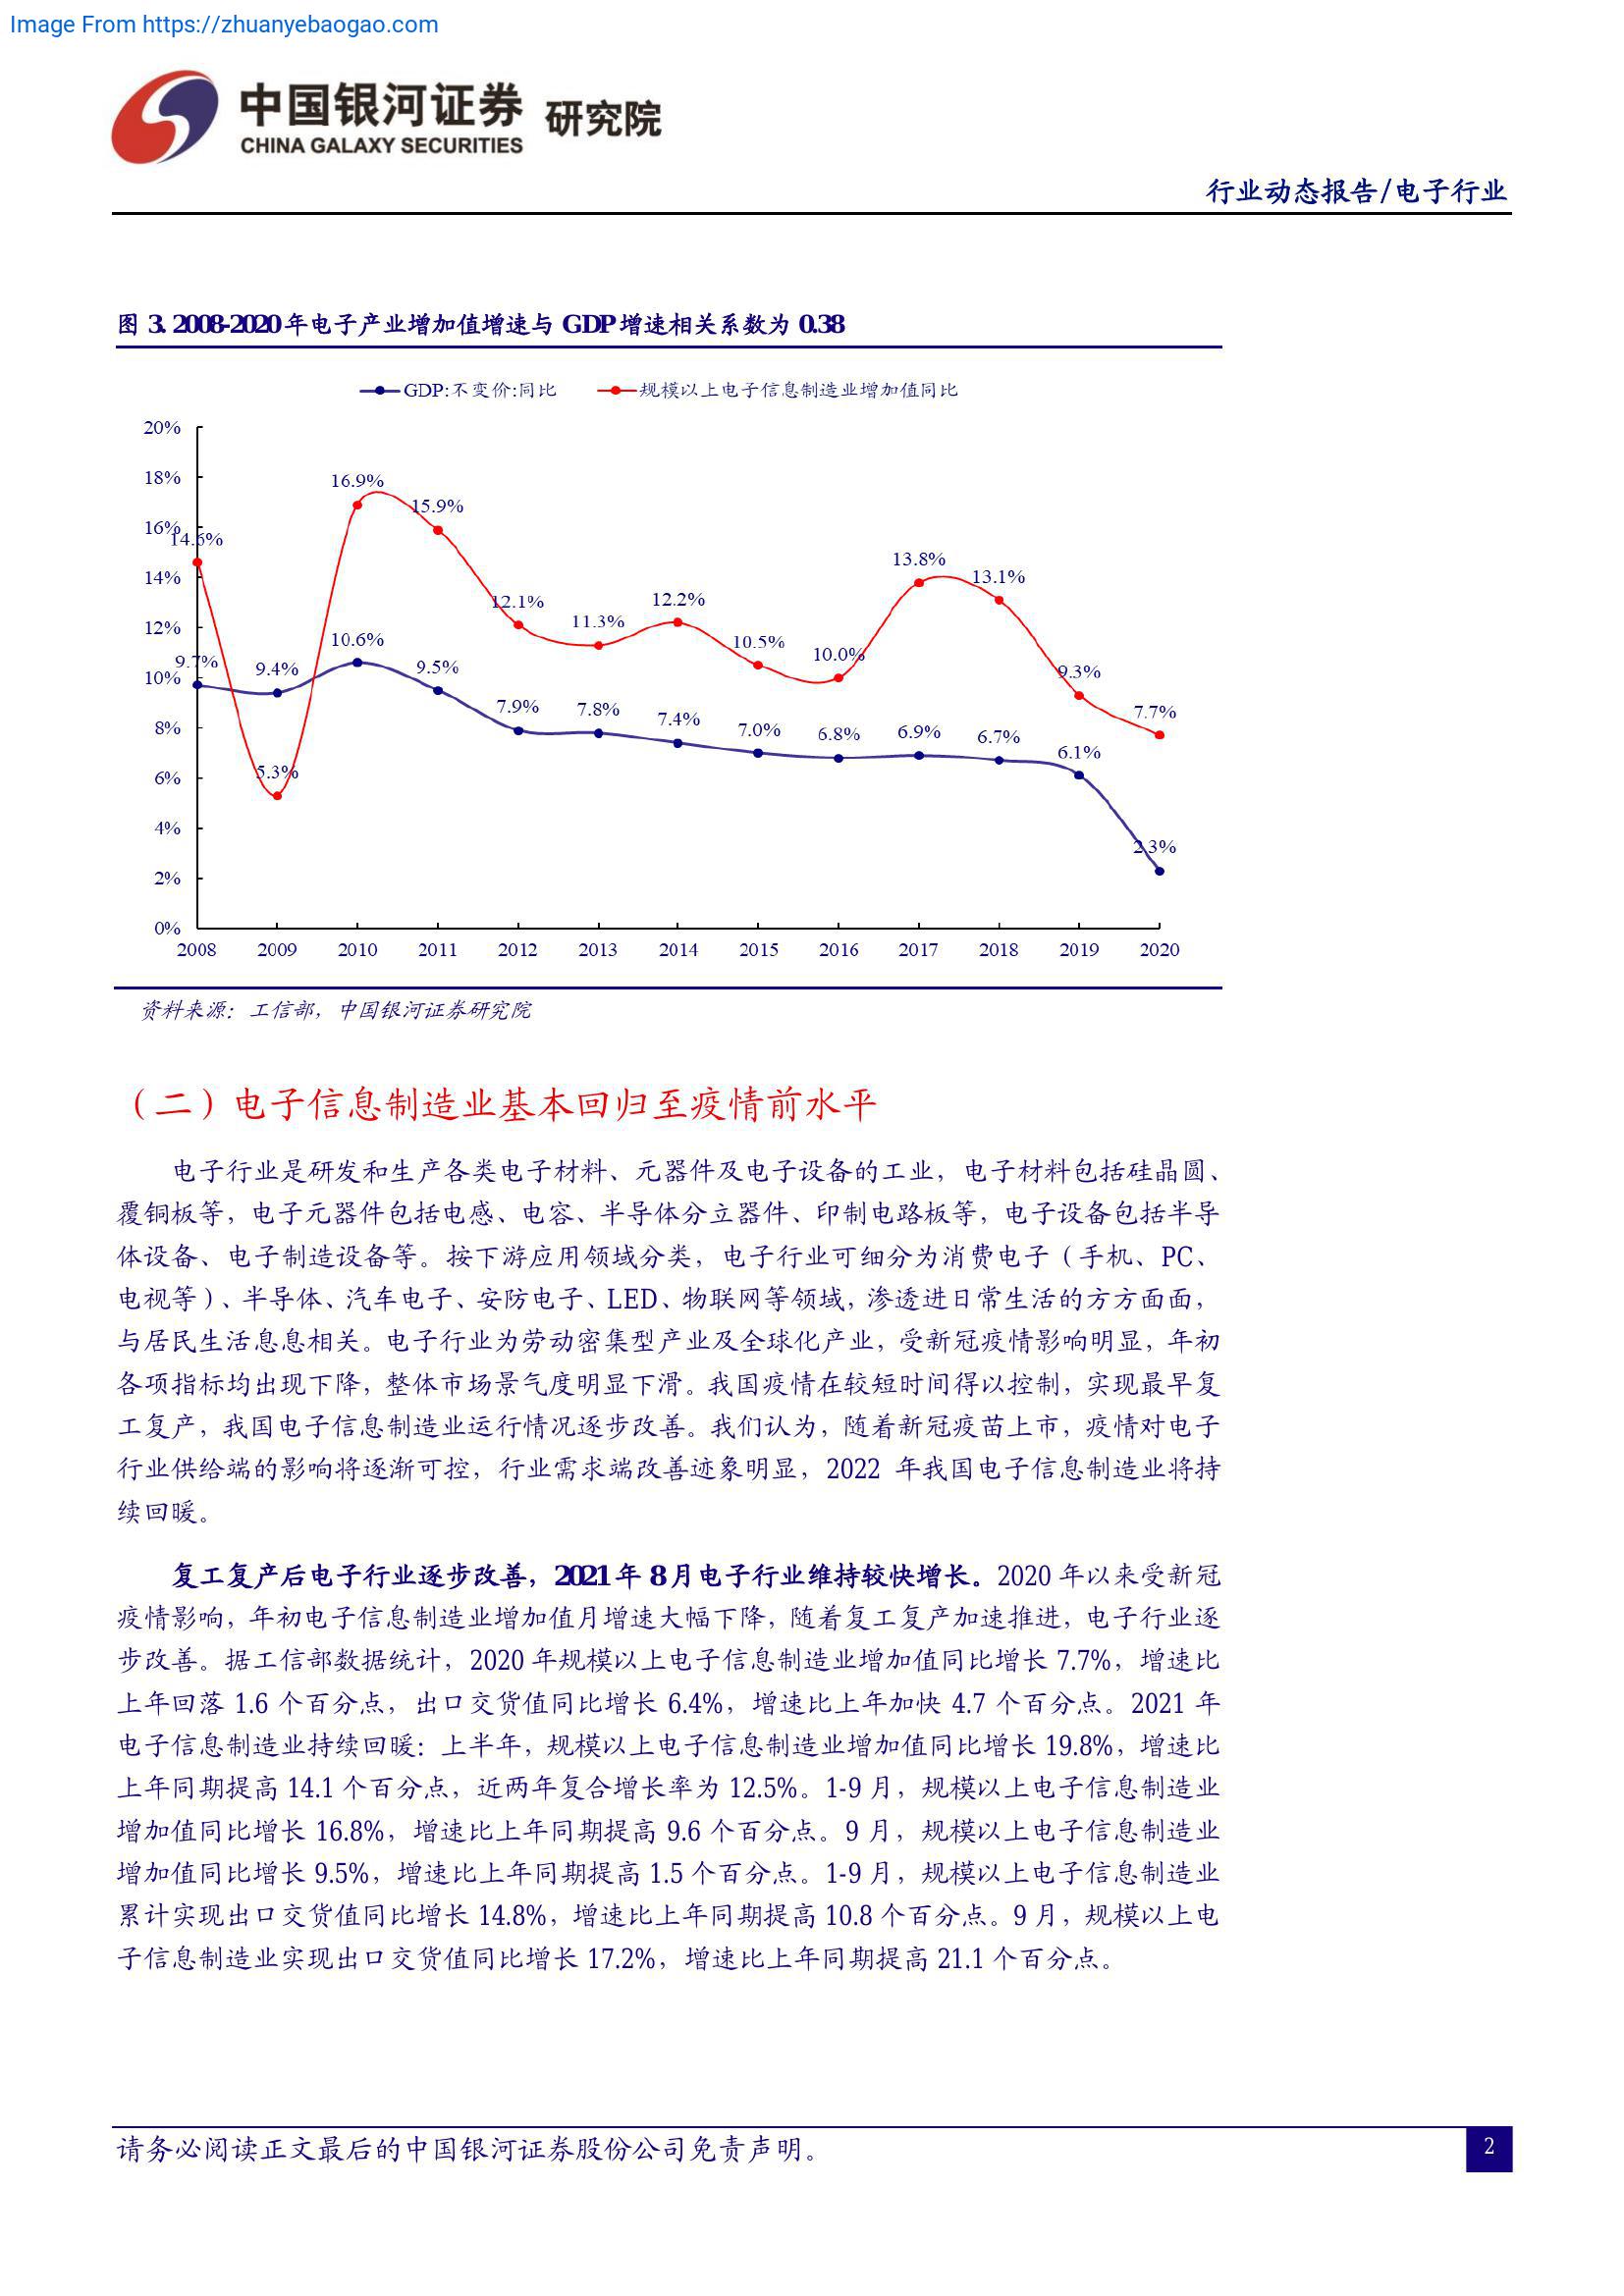 Image From https://zhuanyebaogao.com
中国银河证券 研究院
CHINA GALAXY SECURITIES
行业动态报告/电子行业
图 3. 2008-2020 年电子产业增加值增速与 GDP 增速相关系数为 0.38
GDP:不变价:同比 规模以上电子信息制造业增加值同比
20%
18%
16%
14%
12%
10%
8%
6%
4%
2%
0%
14.6% 5.3% 16.9% 15.9% 12.1% 11.3% 12.2% 10.5% 10.0% 13.8% 13.1% 9.3% 7.7%
9.7% 9.4% 10.6% 9.5% 7.9% 7.8% 7.4% 7.0% 6.8% 6.9% 6.7% 6.1% 2.3%
2008 2009 2010 2011 2012 2013 2014 2015 2016 2017 2018 2019 2020
资料来源：工信部，中国银河证券研究院
（二）电子信息制造业基本回归至疫情前水平
电子行业是研发和生产各类电子材料、元器件及电子设备的工业，电子材料包括硅晶圆、
覆铜板等，电子元器件包括电感、电容、半导体分立器件、印制电路板等，电子设备包括半导
体设备、电子制造设备等。按下游应用领域分类，电子行业可细分为消费电子（手机、PC、
电视等）、半导体、汽车电子、安防电子、LED、物联网等领域，渗透进日常生活的方方面面，
与居民生活息息相关。电子行业为劳动密集型产业及全球化产业，受新冠疫情影响明显，年初
各项指标均出现下降，整体市场景气度明显下滑。我国疫情在较短时间得以控制，实现最早复
工复产，我国电子信息制造业运行情况逐步改善。我们认为，随着新冠疫苗上市，疫情对电子
行业供给端的影响将逐渐可控，行业需求端改善迹象明显，2022 年我国电子信息制造业将持
续回暖。
复工复产后电子行业逐步改善，2021 年 8 月电子行业维持较快增长。2020 年以来受新冠
疫情影响，年初电子信息制造业增加值月增速大幅下降，随着复工复产加速推进，电子行业逐
步改善。据工信部数据统计，2020 年规模以上电子信息制造业增加值同比增长 7.7%，增速比
上年回落 1.6 个百分点，出口交货值同比增长 6.4%，增速比上年加快 4.7 个百分点。2021 年
电子信息制造业持续回暖：上半年，规模以上电子信息制造业增加值同比增长 19.8%，增速比
上年同期提高 14.1 个百分点，近两年复合增长率为 12.5%。1-9 月，规模以上电子信息制造业
增加值同比增长 16.8%，增速比上年同期提高 9.6 个百分点。9 月，规模以上电子信息制造业
增加值同比增长 9.5%，增速比上年同期提高 1.5 个百分点。1-9 月，规模以上电子信息制造业
累计实现出口交货值同比增长 14.8%，增速比上年同期提高 10.8 个百分点。9 月，规模以上电
子信息制造业实现出口交货值同比增长 17.2%，增速比上年同期提高 21.1 个百分点。
请务必阅读正文最后的中国银河证券股份公司免责声明。
2